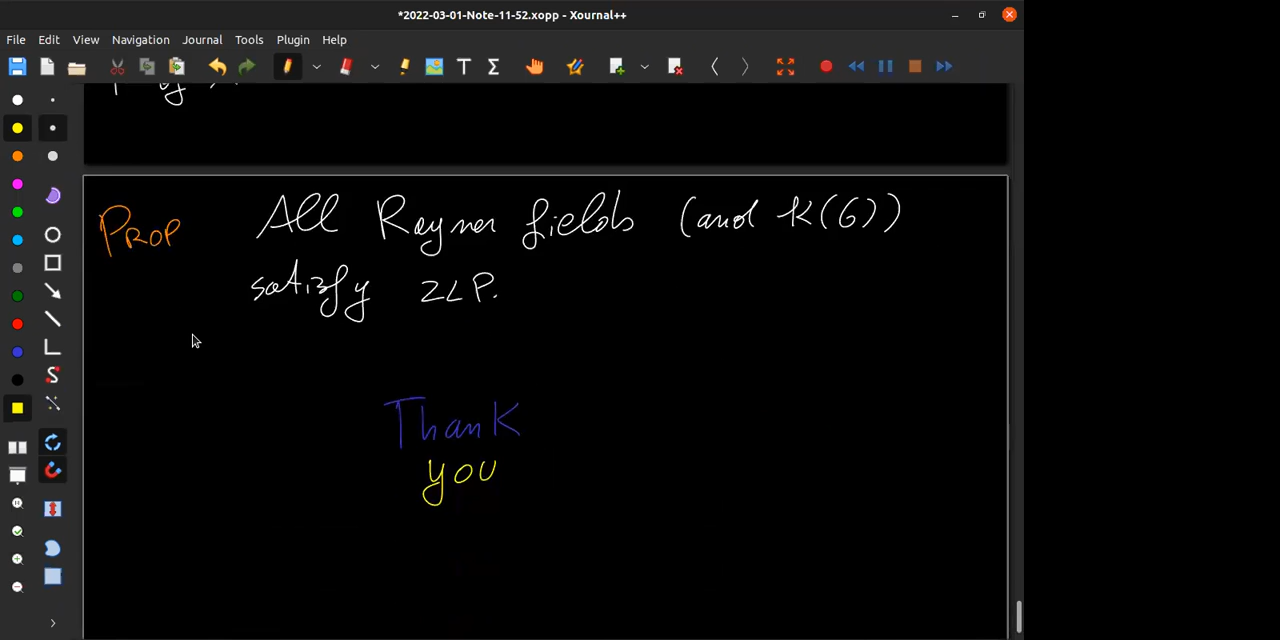 *2022-03-01-Note-11-52.xopp - Xournal++
File Edit View Navigation Journal Tools Plugin Help
PROP All Rayner fields (and K(G))
satisfy 2LP.
Thank
you